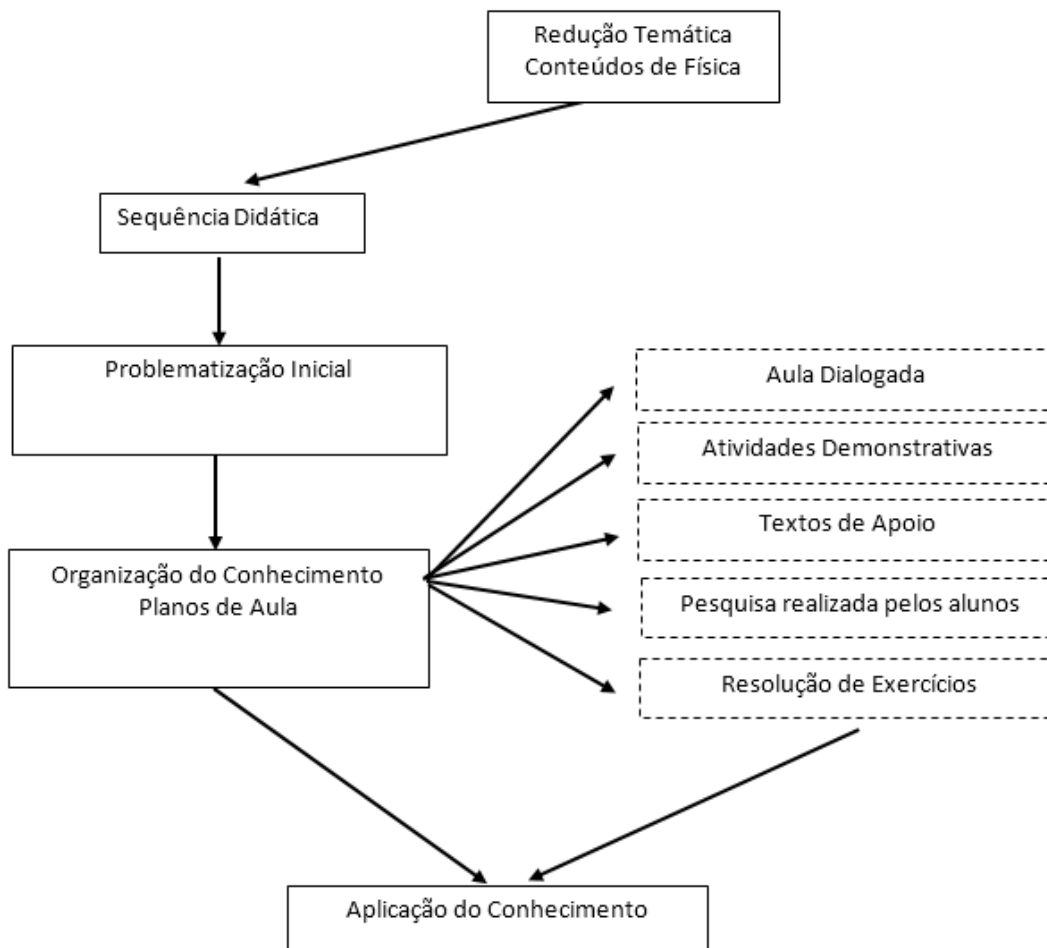 Redução Temática
Conteúdos de Física
Sequência Didática
Problematização Inicial
Aula Dialogada
Atividades Demonstrativas
Textos de Apoio
Organização do Conhecimento
Planos de Aula
Pesquisa realizada pelos alunos
Resolução de Exercícios
Aplicação do Conhecimento